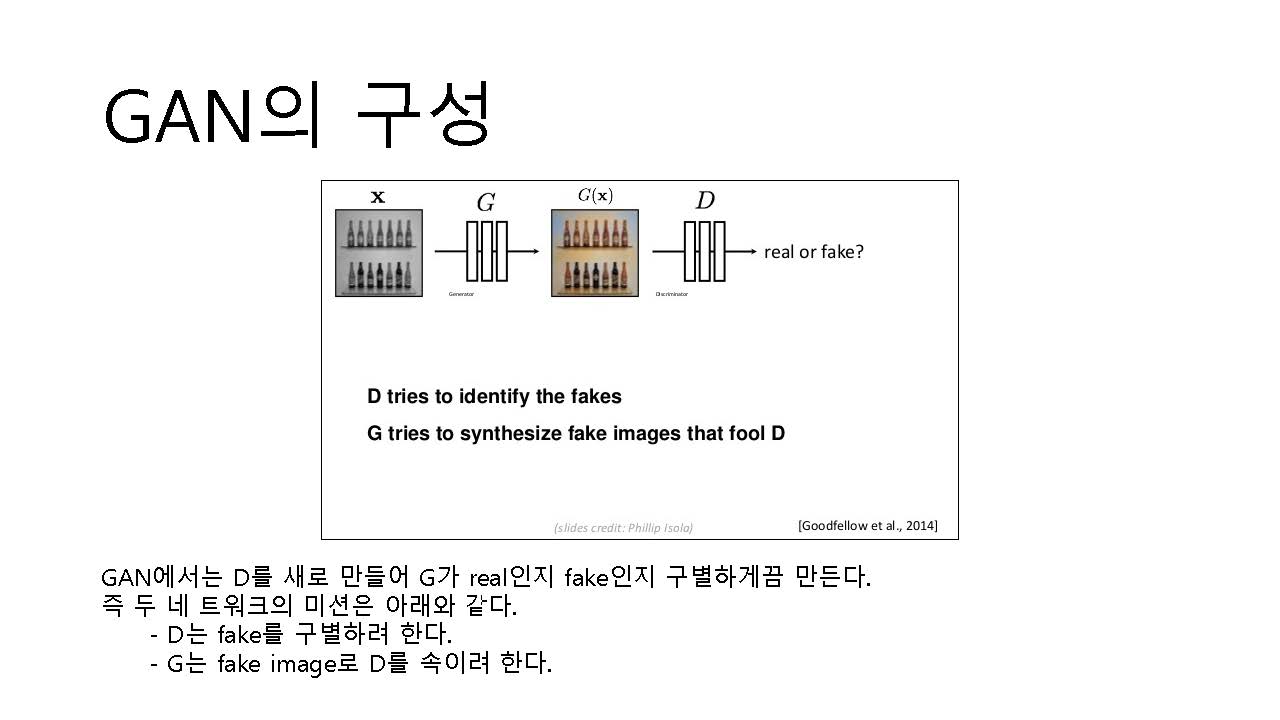 GAN의 구성
x
G
G(x)
D
real or fake?
Generator
Discriminator
D tries to identify the fakes
G tries to synthesize fake images that fool D
(slides credit: Phillip Isola)
[Goodfellow et al., 2014]
GAN에서는 D를 새로 만들어 G가 real인지 fake인지 구별하게끔 만든다.
즉 두 네 트워크의 미션은 아래와 같다.
- D는 fake를 구별하려 한다.
- G는 fake image로 D를 속이려 한다.